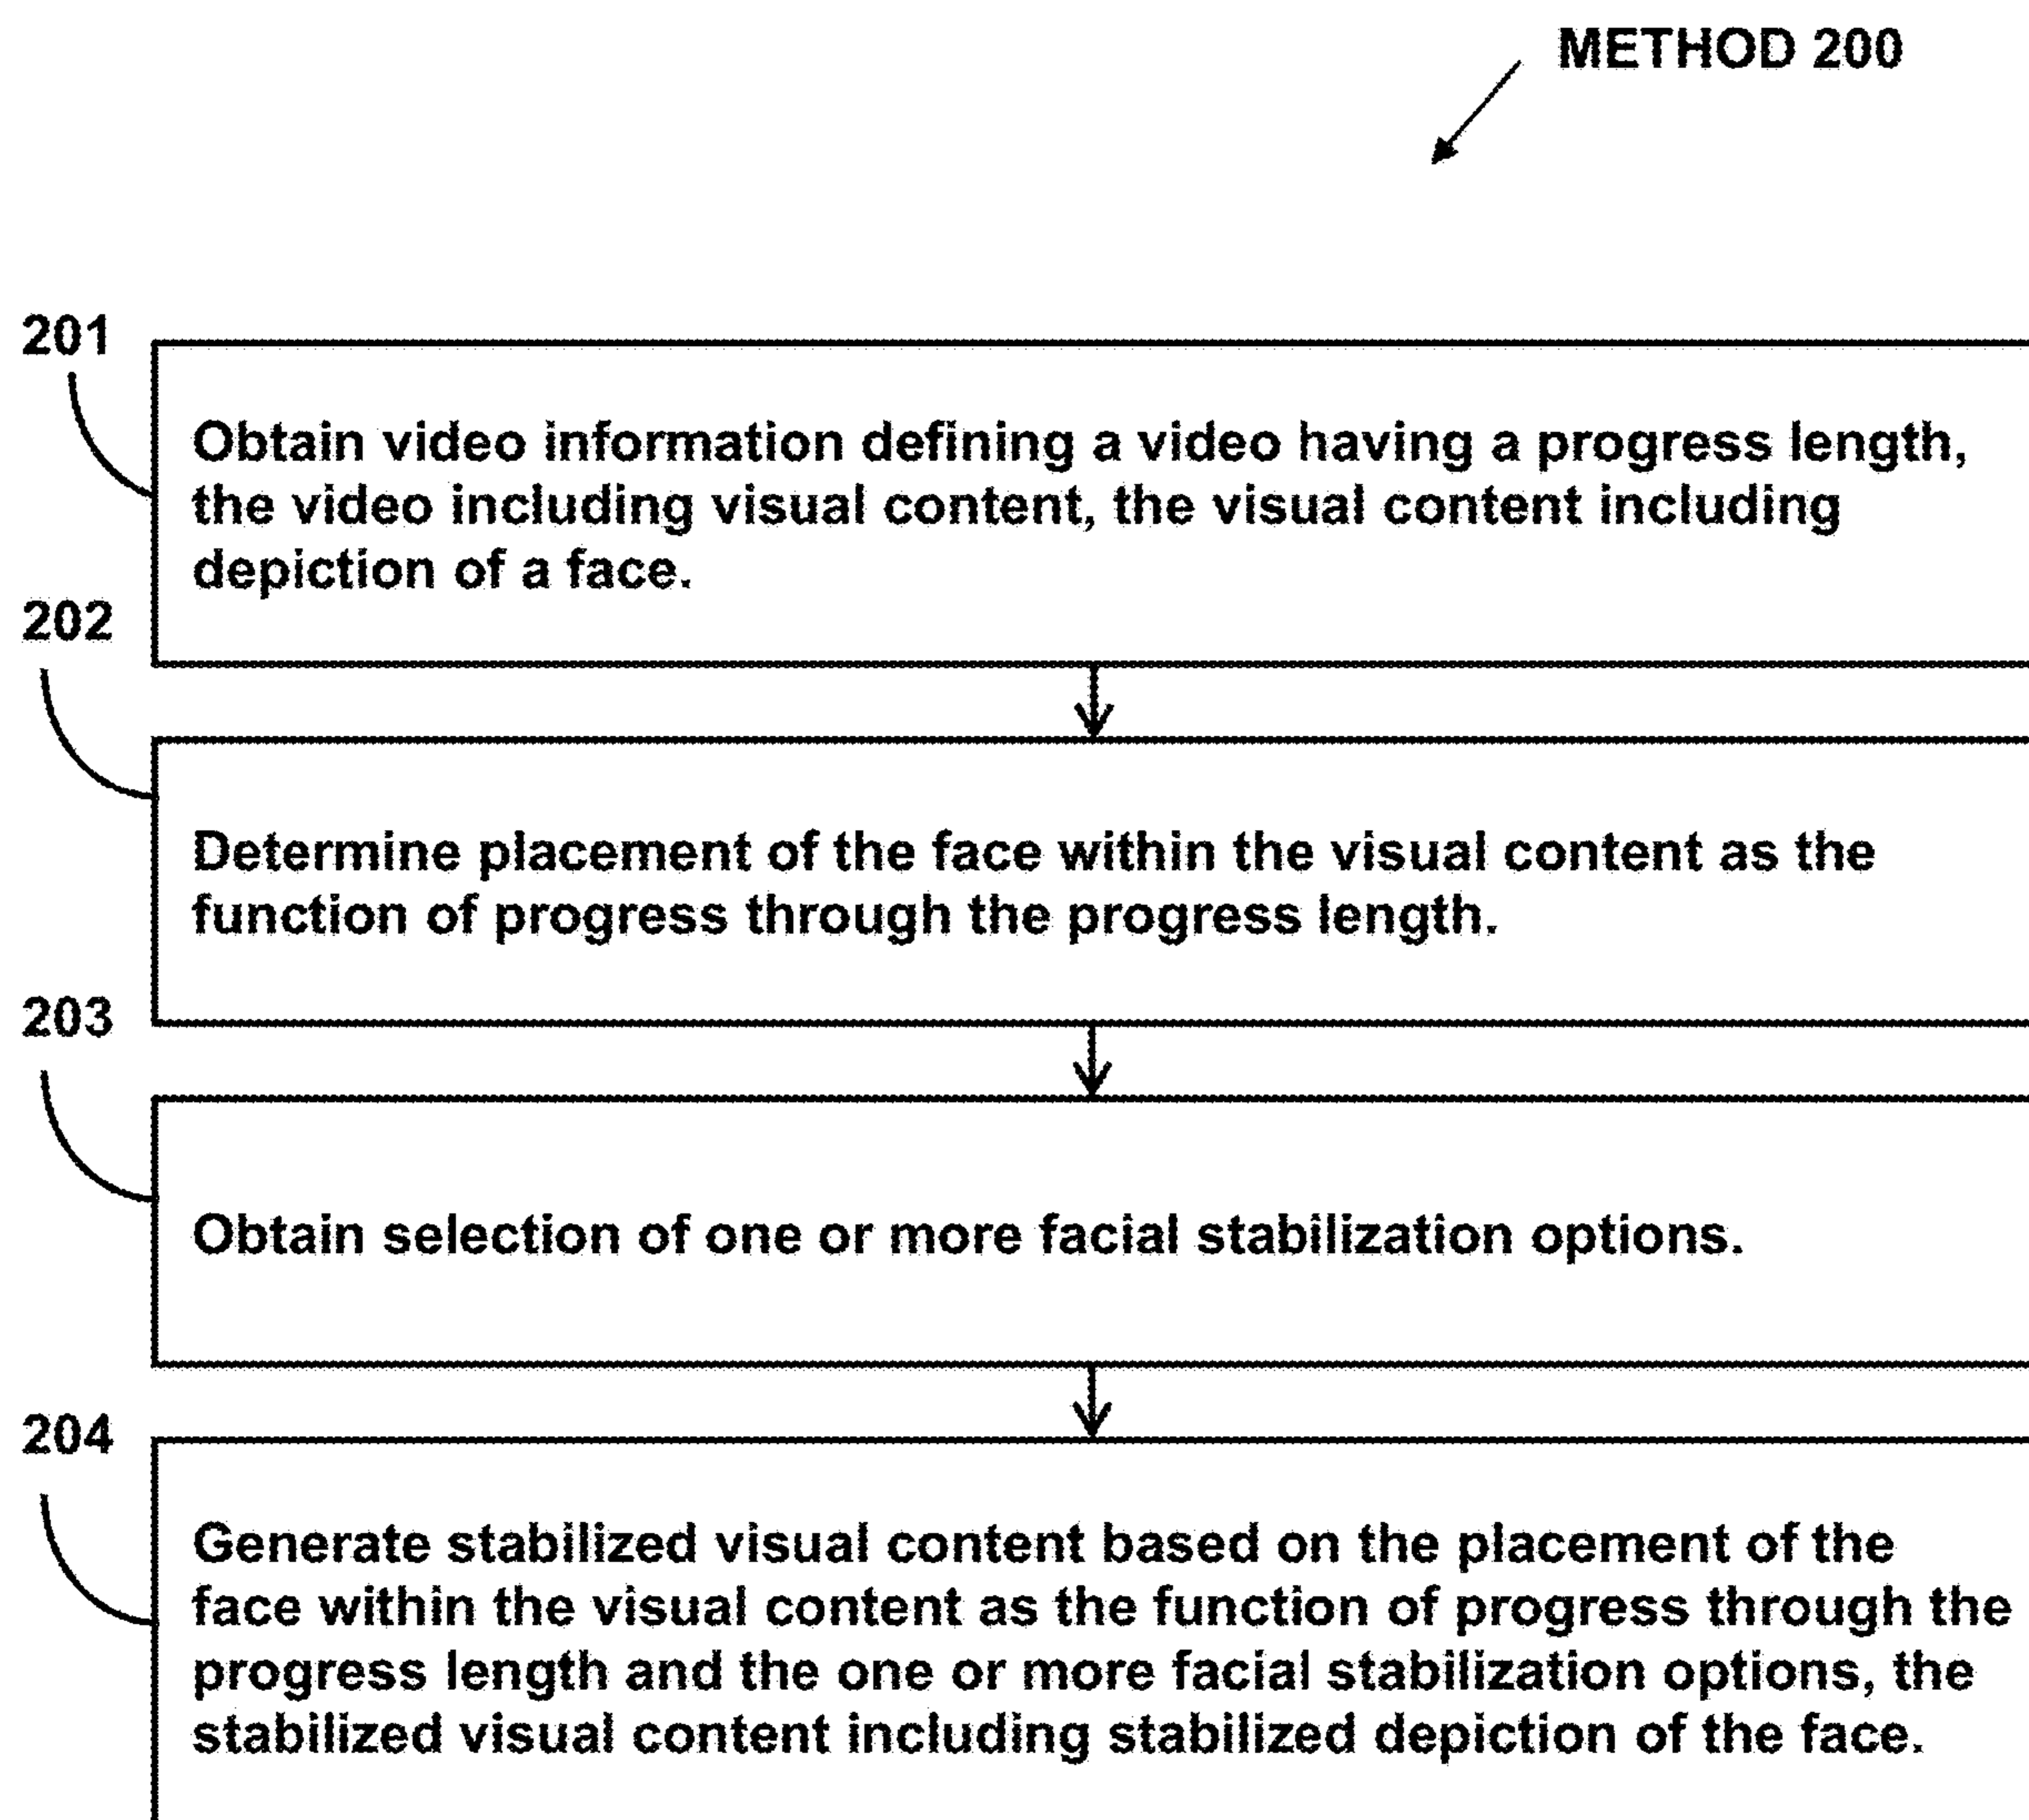 METHOD 200
201
Obtain video information defining a video having a progress length,
the video including visual content, the visual content including
depiction of a face.
202
Determine placement of the face within the visual content as the
function of progress through the progress length.
203
Obtain selection of one or more facial stabilization options.
204
Generate stabilized visual content based on the placement of the
face within the visual content as the function of progress through the
progress length and the one or more facial stabilization options, the
stabilized visual content including stabilized depiction of the face.